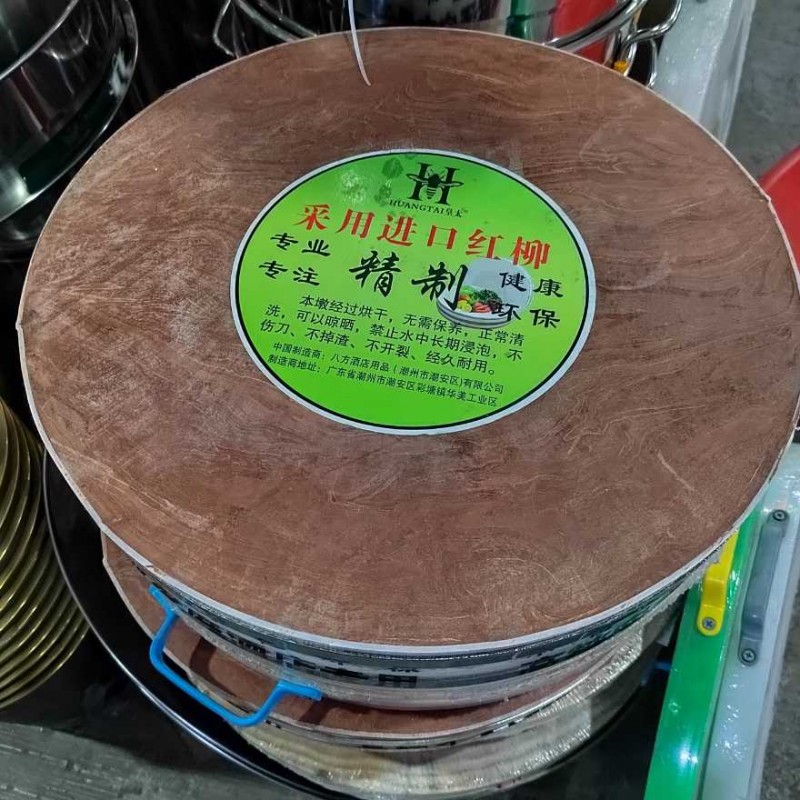 HUANGTAI皇太
采用进口红柳
专业
专注
精制
健康
环保
本墩经过烘干，无需保养，正常清
洗，可以晾晒，禁止水中长期浸泡，不
伤刀、不掉渣、不开裂、经久耐用。
中国制造商：八方酒店用品（潮州市潮安区)有限公司
制造商地址：广东省潮州市潮安区彩塘镇华美工业区